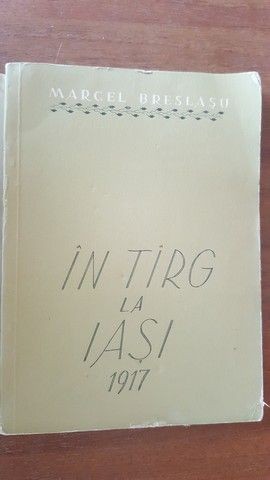 MARCEL BRESLAȘU
ÎN TÎRG
LA
IAȘI
1917